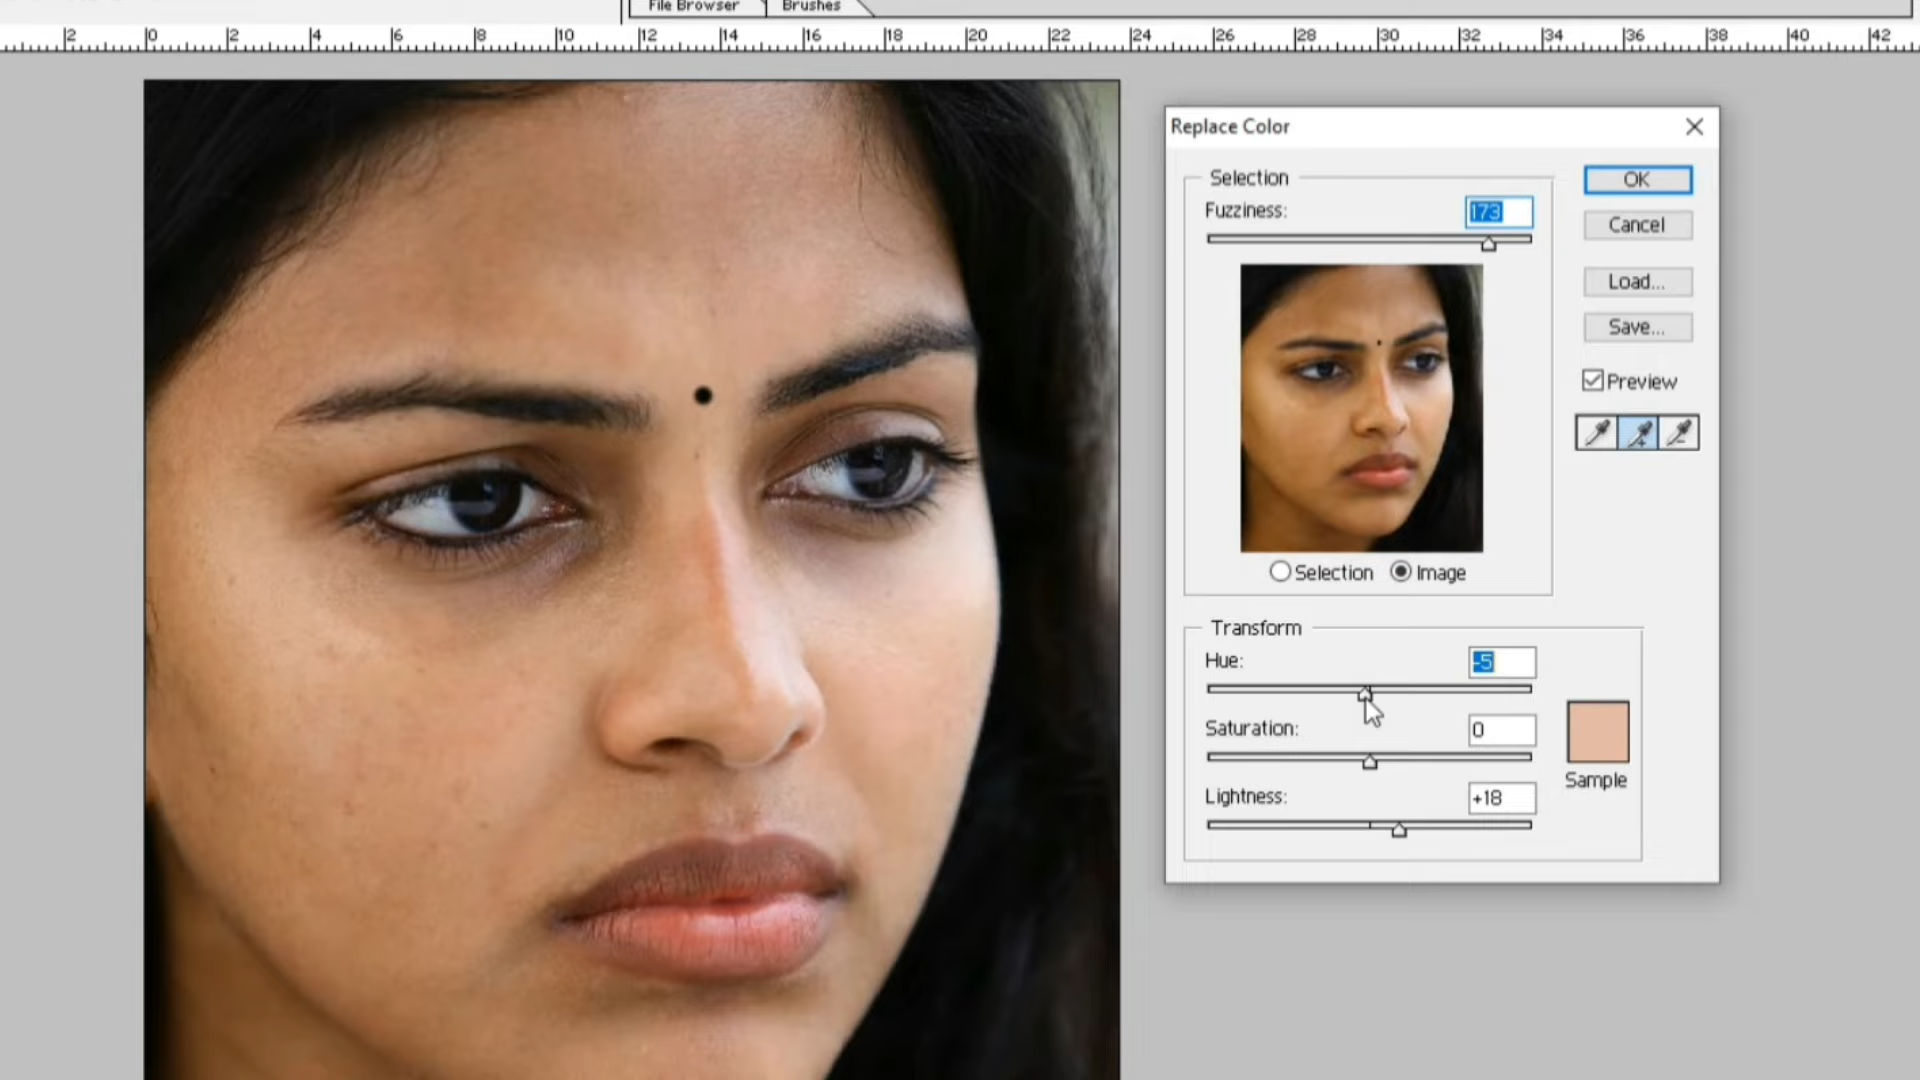 File Browser
Brushes
2 0 2 4 6 8 10 12 14 16 18 20 22 24 26 28 30 32 34 36 38 40 42
Replace Color
Selection
OK
Fuzziness:
173
Cancel
Load...
Save...
Preview
Selection
Image
Transform
Hue:
-5
Saturation:
0
Sample
Lightness:
+18